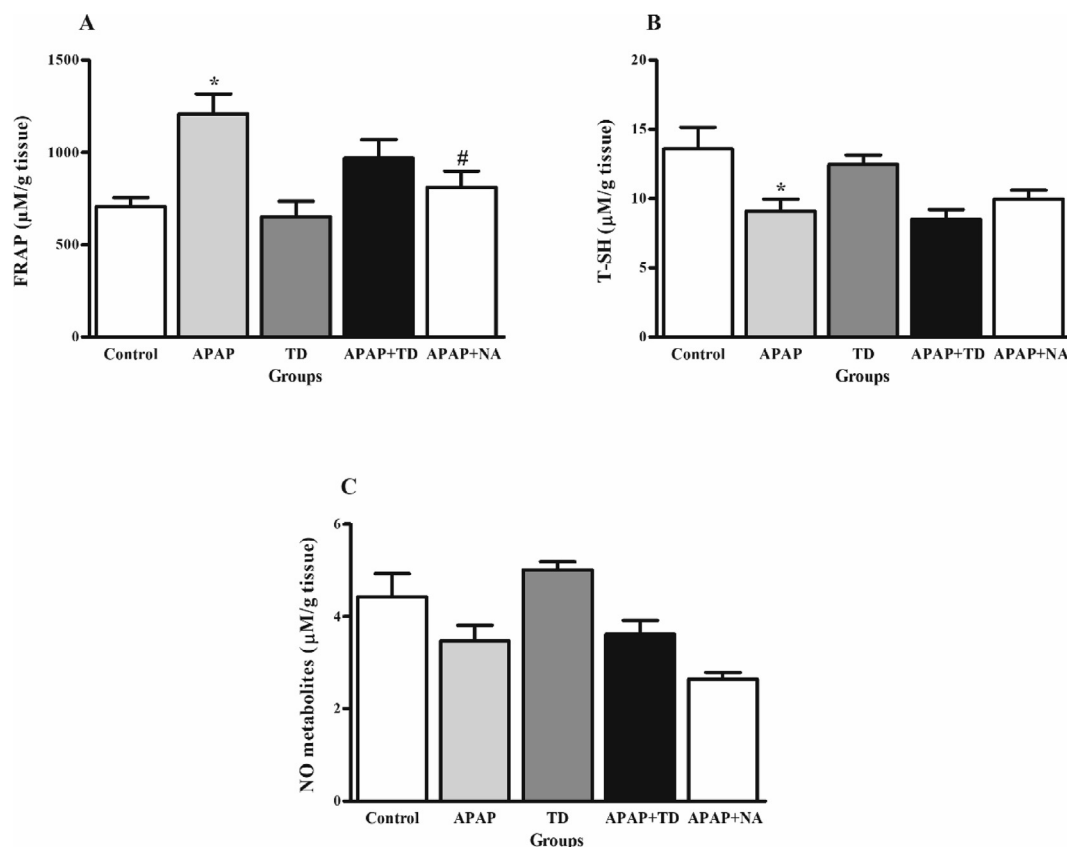 A
FRAP (µM/g tissue)
1500
1000
500
0
*
#
Control APAP TD APAP+TD APAP+NA
Groups
B
T-SH (µM/g tissue)
20
15
10
5
0
*
Control APAP TD APAP+TD APAP+NA
Groups
C
NO metabolites (µM/g tissue)
6
4
2
0
Control APAP TD APAP+TD APAP+NA
Groups